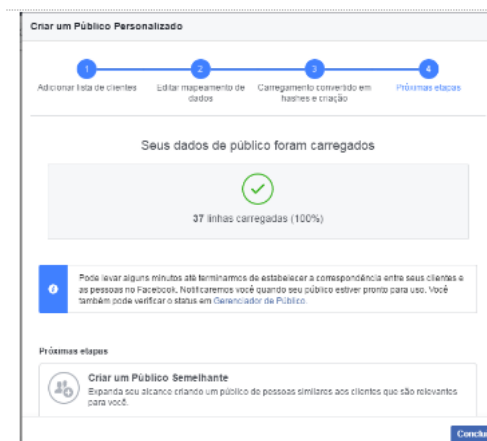 Criar um Público Personalizado
1 2 3 4
Adicionar lista de clientes Editar mapeamento de dados Carregamento convertido em hashes e criação Próximas etapas
Seus dados de público foram carregados
37 linhas carregadas (100%)
Pode levar alguns minutos até terminarmos de estabelecer a correspondência entre seus clientes e
as pessoas no Facebook. Notificaremos você quando seu público estiver pronto para uso. Você
também pode verificar o status em Gerenciador de Público.
Próximas etapas
Criar um Público Semelhante
Expanda seu alcance criando um público de pessoas similares aos clientes que são relevantes
para você.
Conclu